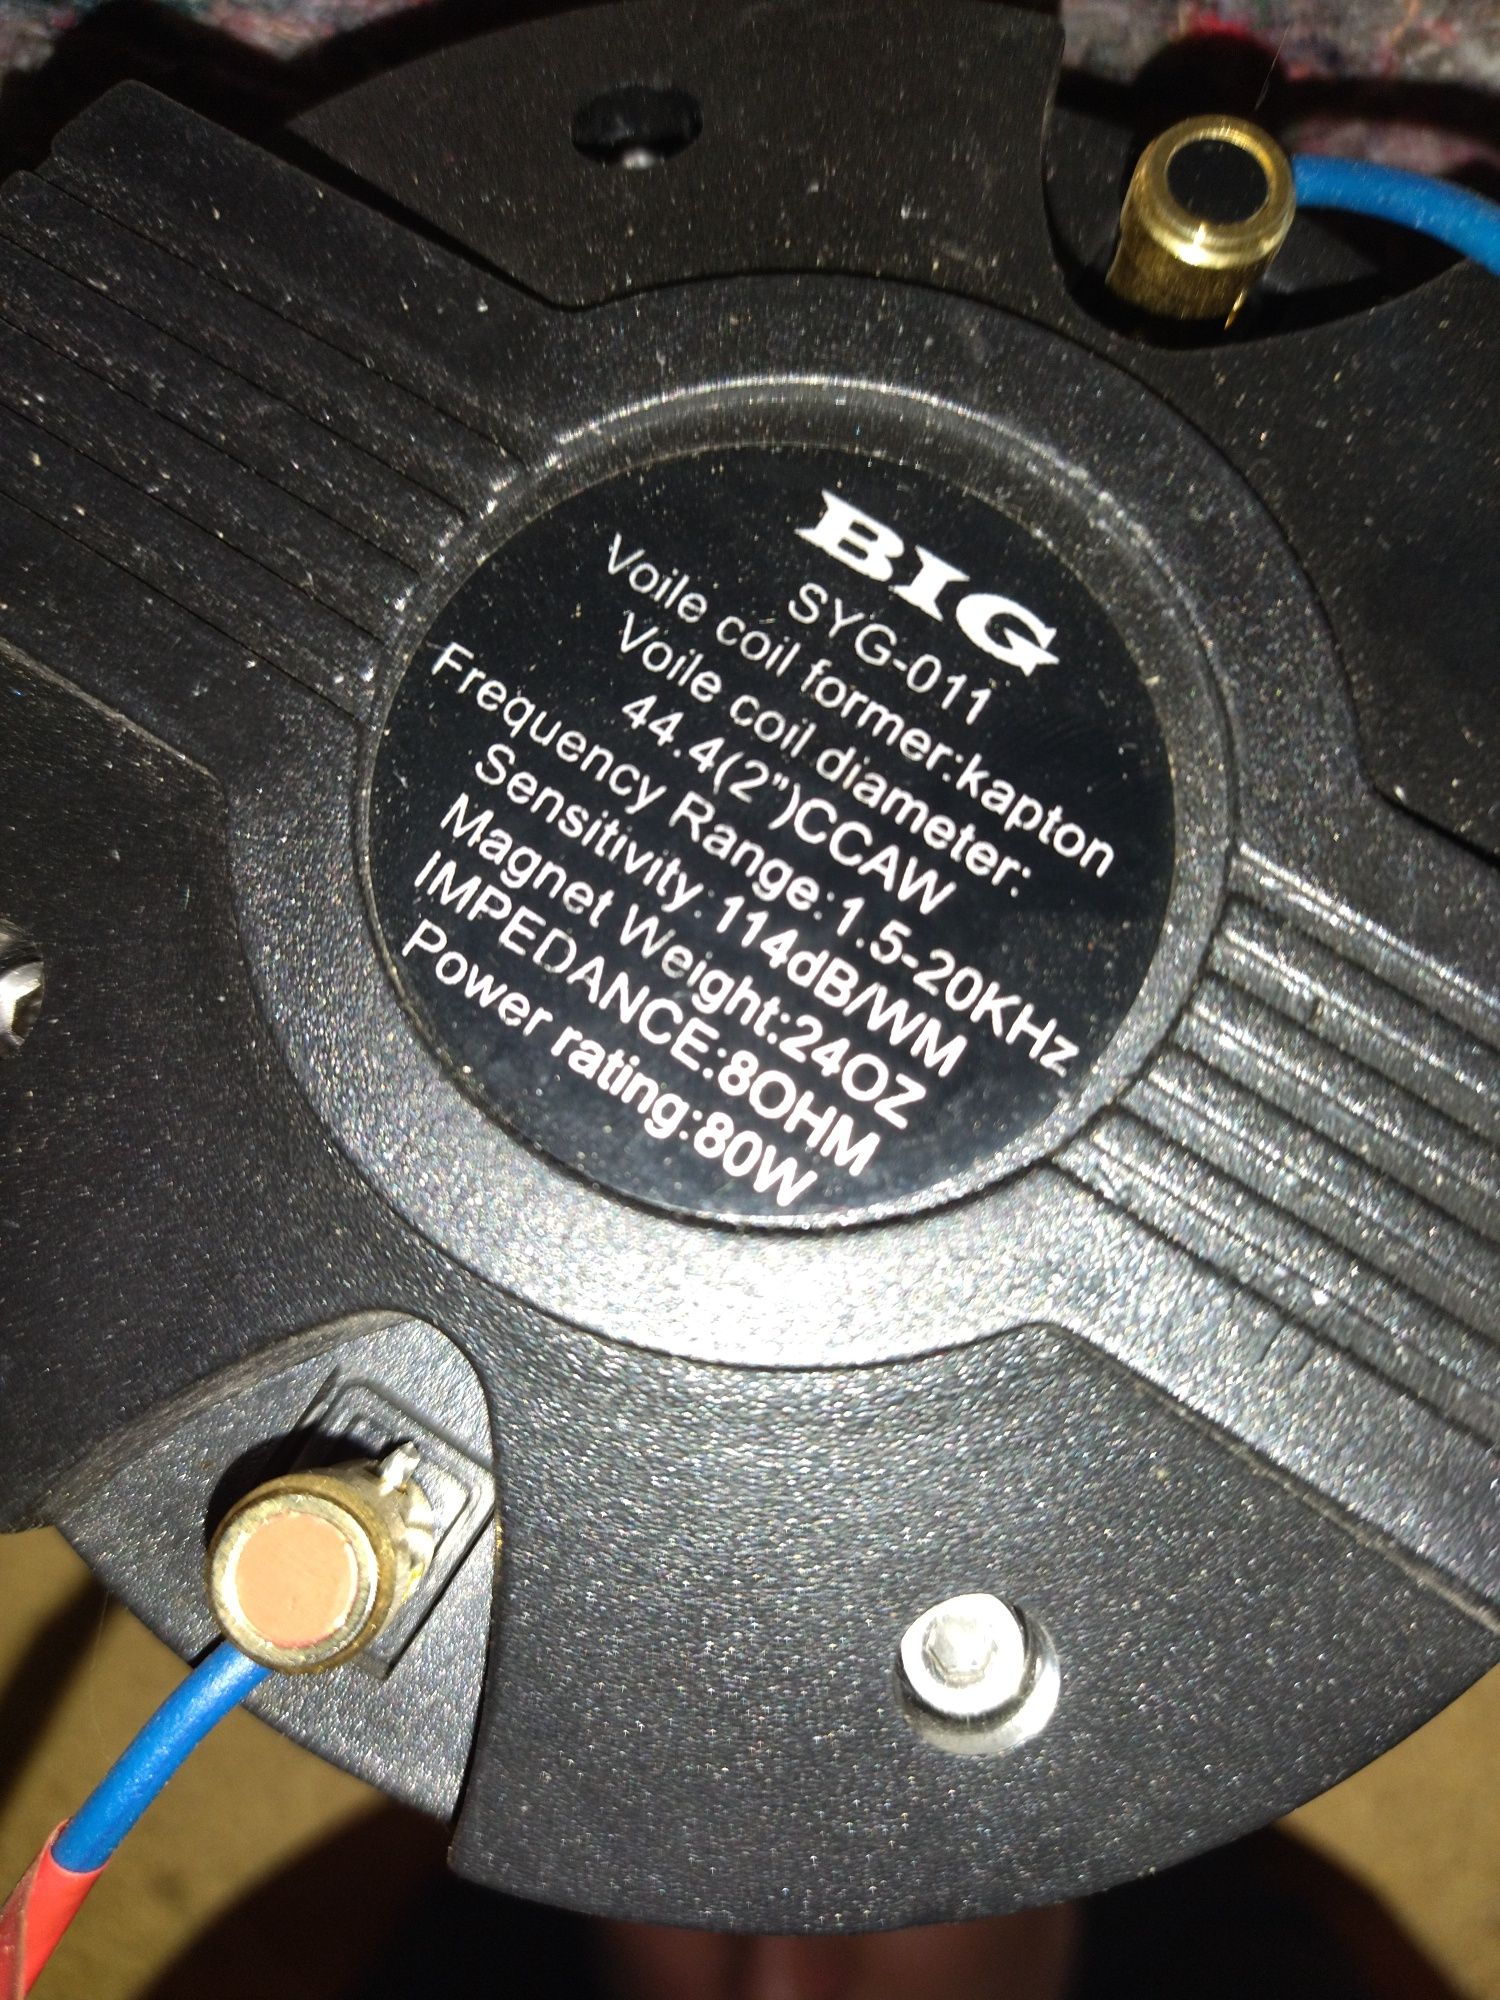 BIG
SYG-011
Voile coil former:kapton
Voile coil diameter:
44.4(2")CCAW
Frequency Range:1.5-20KHz
Sensitivity:114dB/WM
Magnet Weight:24OZ
IMPEDANCE:8OHM
Power rating:80W